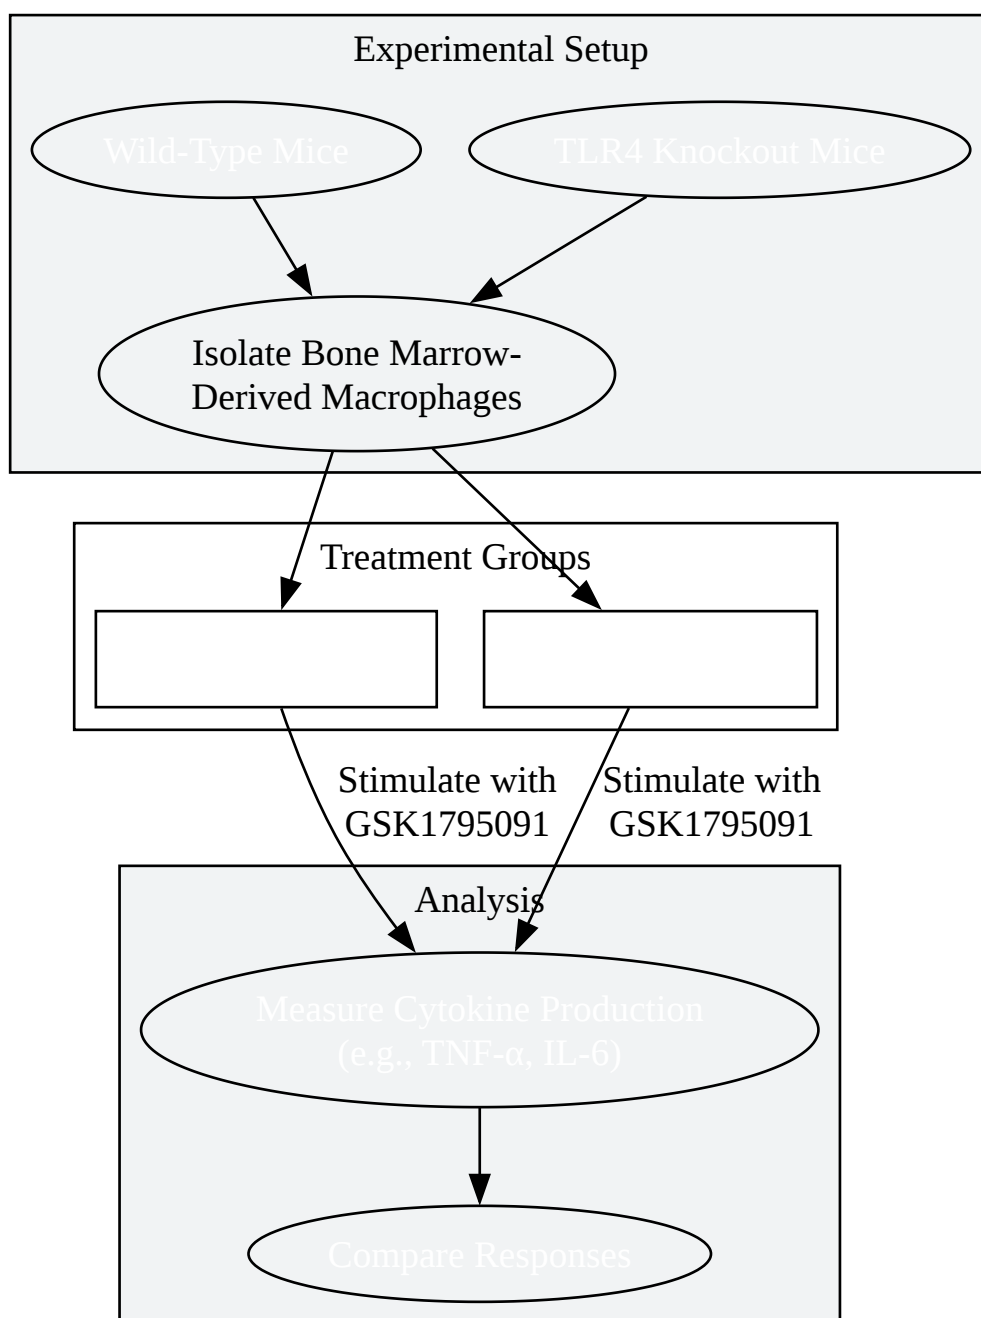 Experimental Setup
Wild-Type Mice
TLR4 Knockout Mice
Isolate Bone Marrow-
Derived Macrophages
Treatment Groups
Stimulate with
GSK1795091
Stimulate with
GSK1795091
Analysis
Measure Cytokine Production
(e.g., TNF-α, IL-6)
Compare Responses